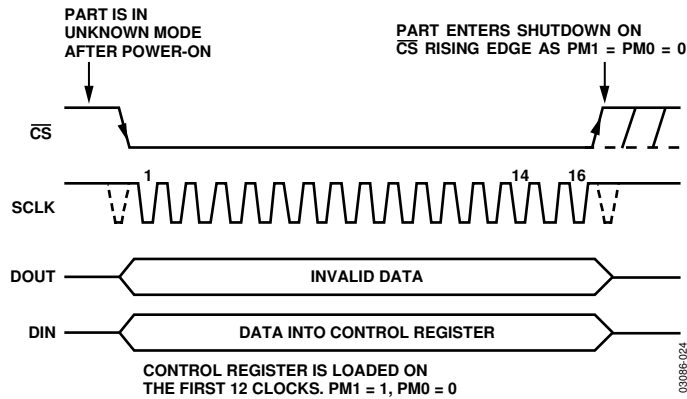 PART IS IN
UNKNOWN MODE
AFTER POWER-ON
PART ENTERS SHUTDOWN ON
CS RISING EDGE AS PM1 = PM0 = 0
CS
1 14 16
SCLK
DOUT INVALID DATA
DIN DATA INTO CONTROL REGISTER
CONTROL REGISTER IS LOADED ON
THE FIRST 12 CLOCKS. PM1 = 1, PM0 = 0
03086-024